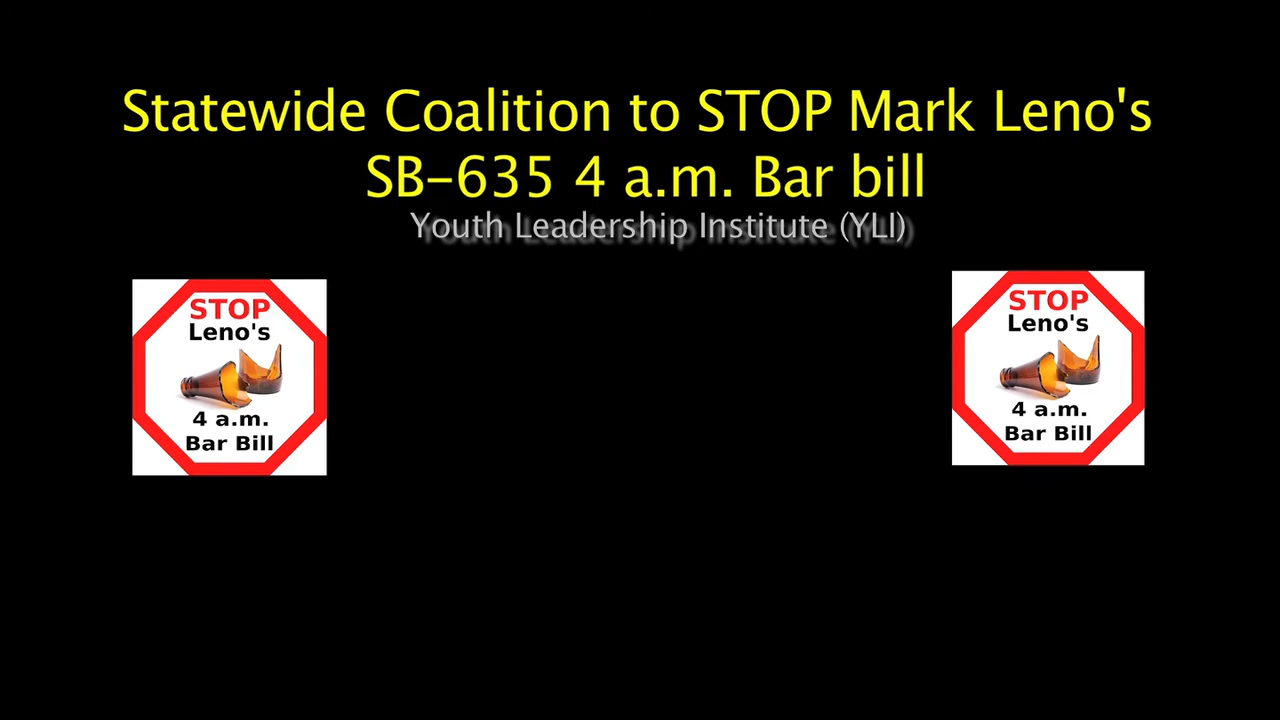 Statewide Coalition to STOP Mark Leno's
SB-635 4 a.m. Bar bill
Youth Leadership Institute (YLI)
STOP
Leno's
4 a.m.
Bar Bill
STOP
Leno's
4 a.m.
Bar Bill